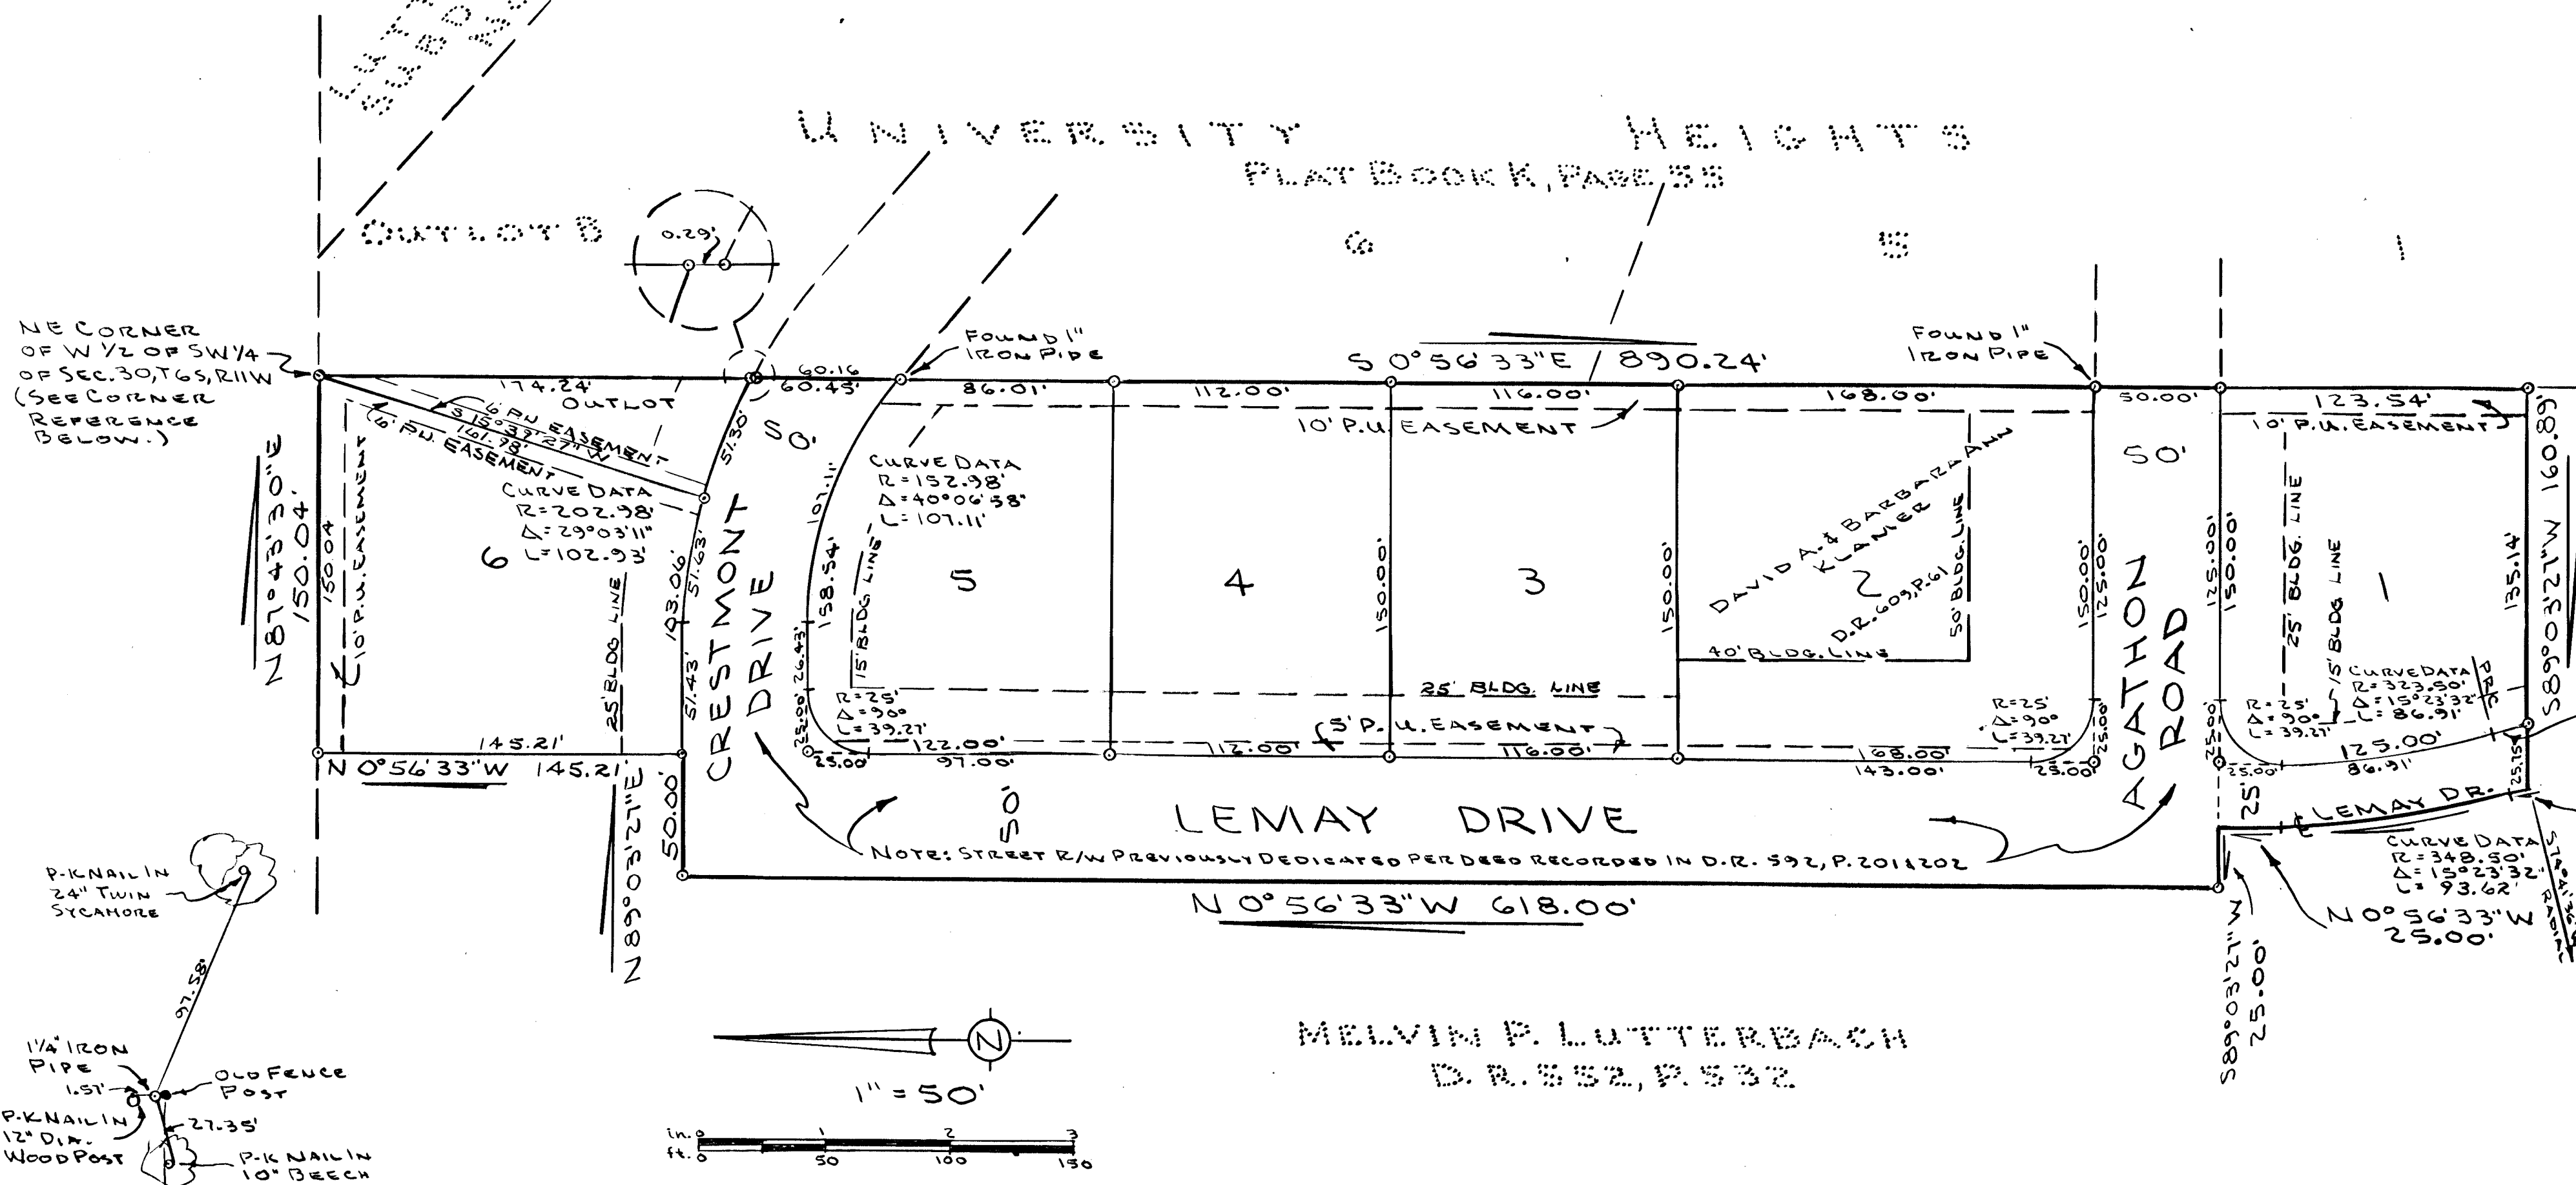 UNIVERSITY HEIGHTS
PLAT BOOK K, PAGE 55
OUTLOT B
0.29'
6
5
1
NE CORNER
OF W 1/2 OF SW 1/4
OF SEC. 30, T6S, R11W
(SEE CORNER
REFERENCE
BELOW.)
FOUND 1"
IRON PIPE
S 0°56'33"E / 890.24'
FOUND 1"
IRON PIPE
174.24'
OUTLOT
60.16
60.45'
86.01'
112.00'
116.00'
168.00'
50.00'
123.54'
6' P.U. EASEMENT
S 15°39'27" W
161.98'
6' P.U. EASEMENT
51.30'
50'
10' P.U. EASEMENT
10' P.U. EASEMENT
50'
N 87°43'30"E
150.04'
150.04
10' P.U. EASEMENT
CURVE DATA
R=202.98'
Δ=29°03'11"
L=102.93'
6
25' BLDG LINE
103.06'
51.63'
51.43'
CRESTMONT
DRIVE
107.11'
158.54'
26.43'
25.00'
CURVE DATA
R=152.98'
Δ=40°06'58"
L=107.11'
15' BLDG LINE
5
4
3
150.00'
150.00'
DAVID A. & BARBARA ANN
KLAMER
2
D.R. 609, P. 61
50' BLDG. LINE
40' BLDG. LINE
150.00'
125.00'
AGATHON
ROAD
125.00'
150.00'
25' BLDG. LINE
15' BLDG LINE
1
135.14'
S 89°03'27"W 160.89'
R=25'
Δ=90°
L=39.27'
25' BLDG. LINE
5' P.U. EASEMENT
R=25'
Δ=90°
L=39.27'
25.00'
25.00'
R=25'
Δ=90°
L=39.27'
CURVE DATA
R=323.50'
Δ=15°23'32"
L=86.91'
PRC
145.21'
N 0°56'33"W 145.21'
122.00'
25.00'
97.00'
112.00'
116.00'
168.00'
143.00'
25.00'
25.00'
125.00'
86.91'
25.15'
N 89°03'27"E
50.00'
50'
LEMAY DRIVE
25'
℄ LEMAY DR.
NOTE: STREET R/W PREVIOUSLY DEDICATED PER DEED RECORDED IN D.R. 592, P. 201 & 202
CURVE DATA
R=348.50'
Δ=15°23'32"
L=93.62'
RADIAL
N 0°56'33"W 618.00'
N 0°56'33"W
25.00'
S 89°03'27"W
25.00'
P-K NAIL IN
24" TWIN
SYCAMORE
97.58'
1 1/4" IRON
PIPE
1.57'
OLD FENCE
POST
P-K NAIL IN
12" DIA.
WOOD POST
27.35'
P-K NAIL IN
10" BEECH
N
1" = 50'
in. 0 1 2 3
ft. 0 50 100 150
MELVIN P. LUTTERBACH
D.R. 552, P. 532